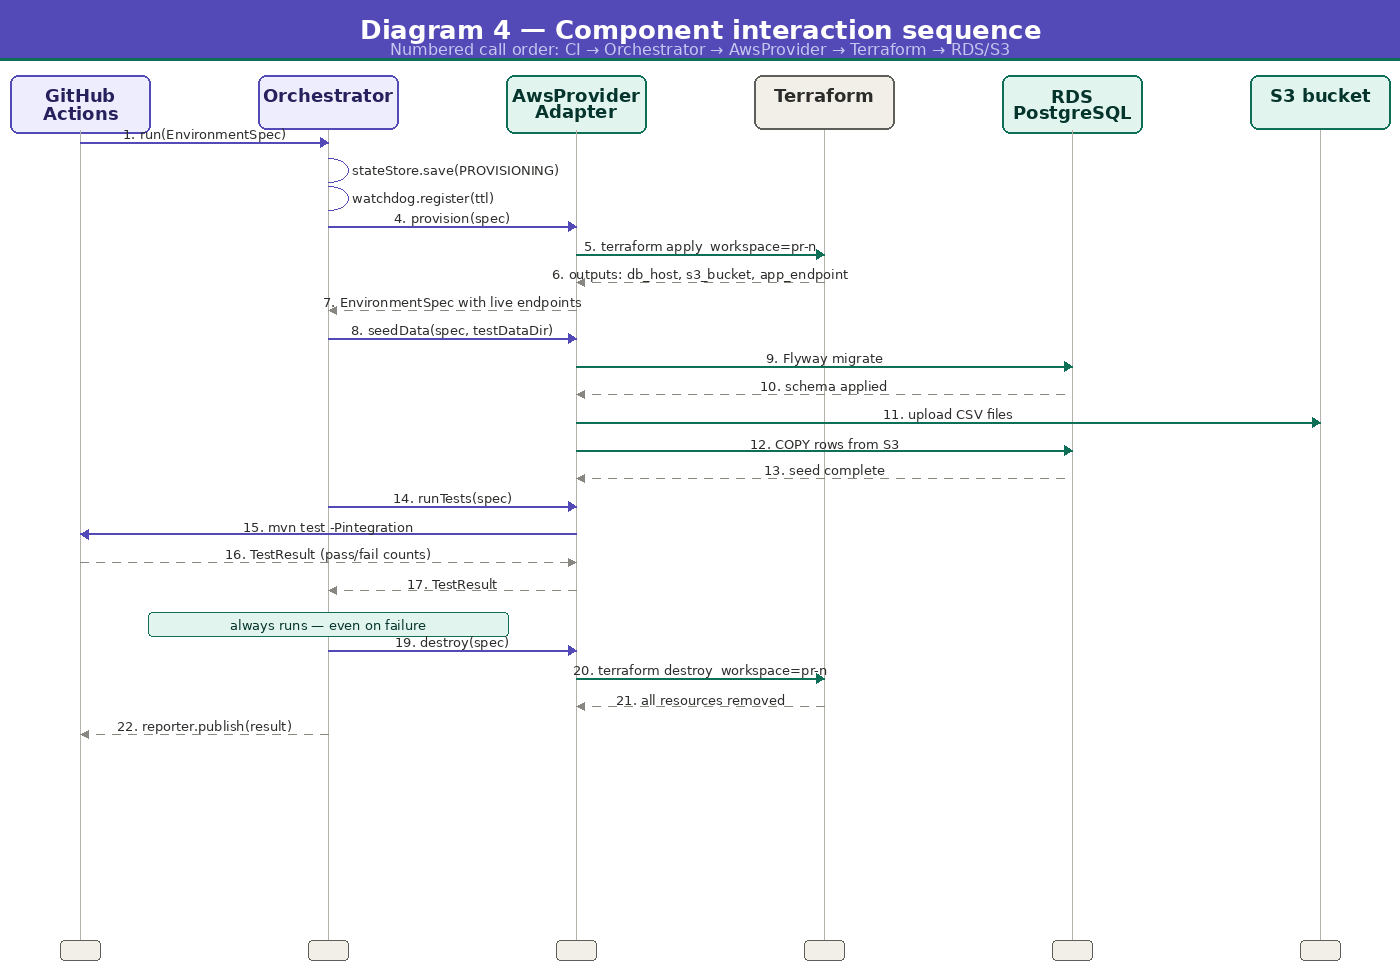 Diagram 4 — Component interaction sequence
Numbered call order: CI → Orchestrator → AwsProvider → Terraform → RDS/S3
GitHub
Actions
Orchestrator
AwsProvider
Adapter
Terraform
RDS
PostgreSQL
S3 bucket
1. run(EnvironmentSpec)
stateStore.save(PROVISIONING)
watchdog.register(ttl)
4. provision(spec)
5. terraform apply  workspace=pr-n
6. outputs: db_host, s3_bucket, app_endpoint
7. EnvironmentSpec with live endpoints
8. seedData(spec, testDataDir)
9. Flyway migrate
10. schema applied
11. upload CSV files
12. COPY rows from S3
13. seed complete
14. runTests(spec)
15. mvn test -Pintegration
16. TestResult (pass/fail counts)
17. TestResult
always runs — even on failure
19. destroy(spec)
20. terraform destroy  workspace=pr-n
21. all resources removed
22. reporter.publish(result)